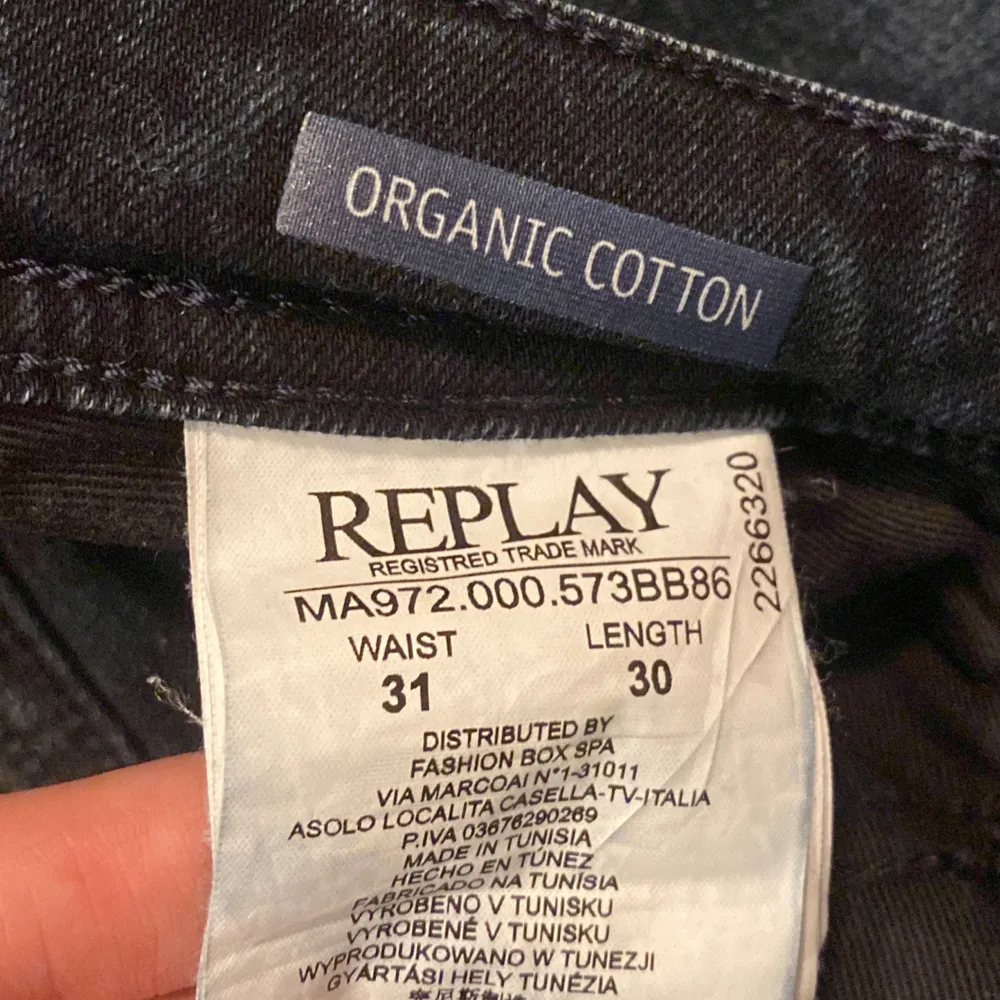 ORGANIC COTTON
REPLAY
REGISTRED TRADE MARK
MA972.000.573BB86
2266320
WAIST LENGTH
31 30
DISTRIBUTED BY
FASHION BOX SPA
VIA MARCOAI N°1-31011
ASOLO LOCALITA CASELLA-TV-ITALIA
P.IVA 03676290269
MADE IN TUNISIA
HECHO EN TÚNEZ
FABRICADO NA TUNÍSIA
VYROBENO V TUNISKU
VYROBENÉ V TUNISKU
WYPRODUKOWANO W TUNEZJI
GYÁRTÁSI HELY TUNÉZIA